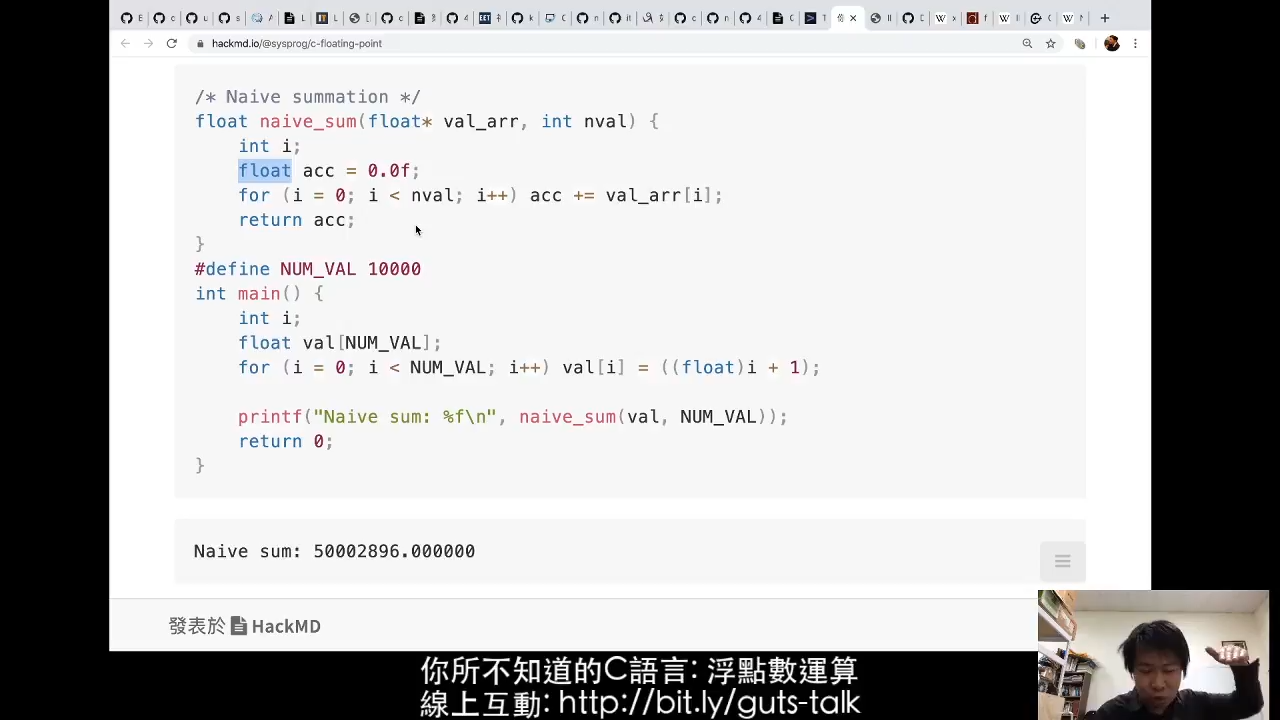 hackmd.io/@sysprog/c-floating-point
/* Naive summation */
float naive_sum(float* val_arr, int nval) {
int i;
float acc = 0.0f;
for (i = 0; i < nval; i++) acc += val_arr[i];
return acc;
}
#define NUM_VAL 10000
int main() {
int i;
float val[NUM_VAL];
for (i = 0; i < NUM_VAL; i++) val[i] = ((float)i + 1);
printf("Naive sum: %f\n", naive_sum(val, NUM_VAL));
return 0;
}
Naive sum: 50002896.000000
發表於 HackMD
你所不知道的C語言: 浮點數運算
線上互動: http://bit.ly/guts-talk